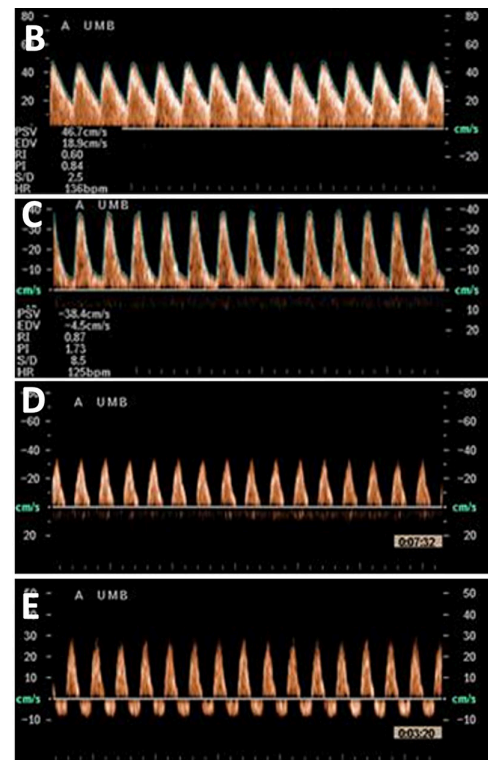 B
A UMB
80 80
60 60
40 40
20 20
cm/s
-20 -20
PSV 46.7cm/s
EDV 18.9cm/s
RI 0.60
PI 0.84
S/D 2.5
HR 136bpm
C
A UMB
-40 -40
-30 -30
-20 -20
-10 -10
cm/s cm/s
10
20
PSV -38.4cm/s
EDV -4.5cm/s
RI 0.87
PI 1.73
S/D 8.5
HR 125bpm
D
A UMB
-80
-60 -60
-40 -40
-20 -20
cm/s cm/s
20 20
0:07:32
E
A UMB
50
40 40
30 30
20 20
10 10
cm/s cm/s
-10 -10
0:03:20